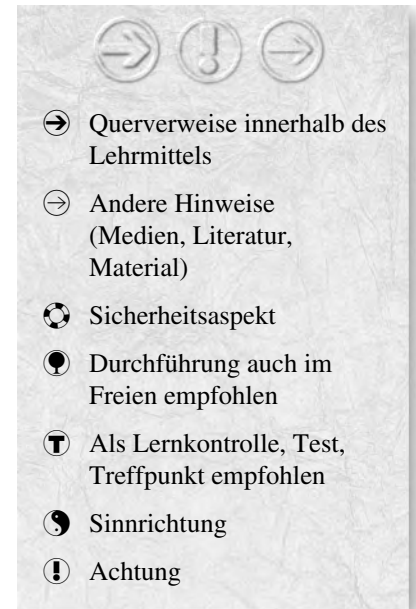 Querverweise innerhalb des
Lehrmittels
Andere Hinweise
(Medien, Literatur,
Material)
Sicherheitsaspekt
Durchführung auch im
Freien empfohlen
T Als Lernkontrolle, Test,
Treffpunkt empfohlen
Sinnrichtung
! Achtung